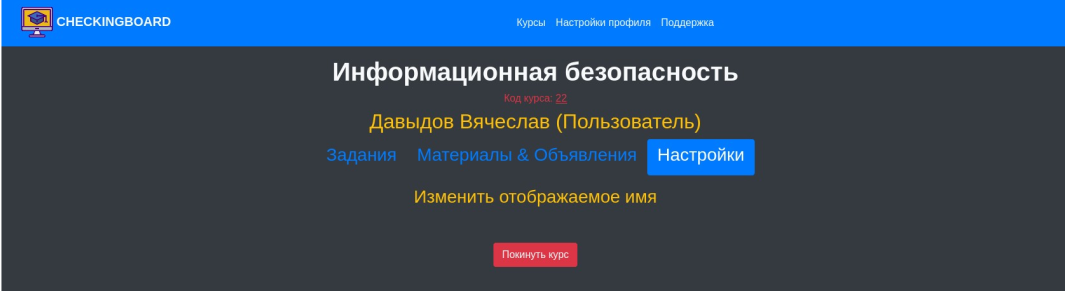 CHECKINGBOARD
Курсы Настройки профиля Поддержка
Информационная безопасность
Код курса: 22
Давыдов Вячеслав (Пользователь)
Задания Материалы & Объявления Настройки
Изменить отображаемое имя
Покинуть курс